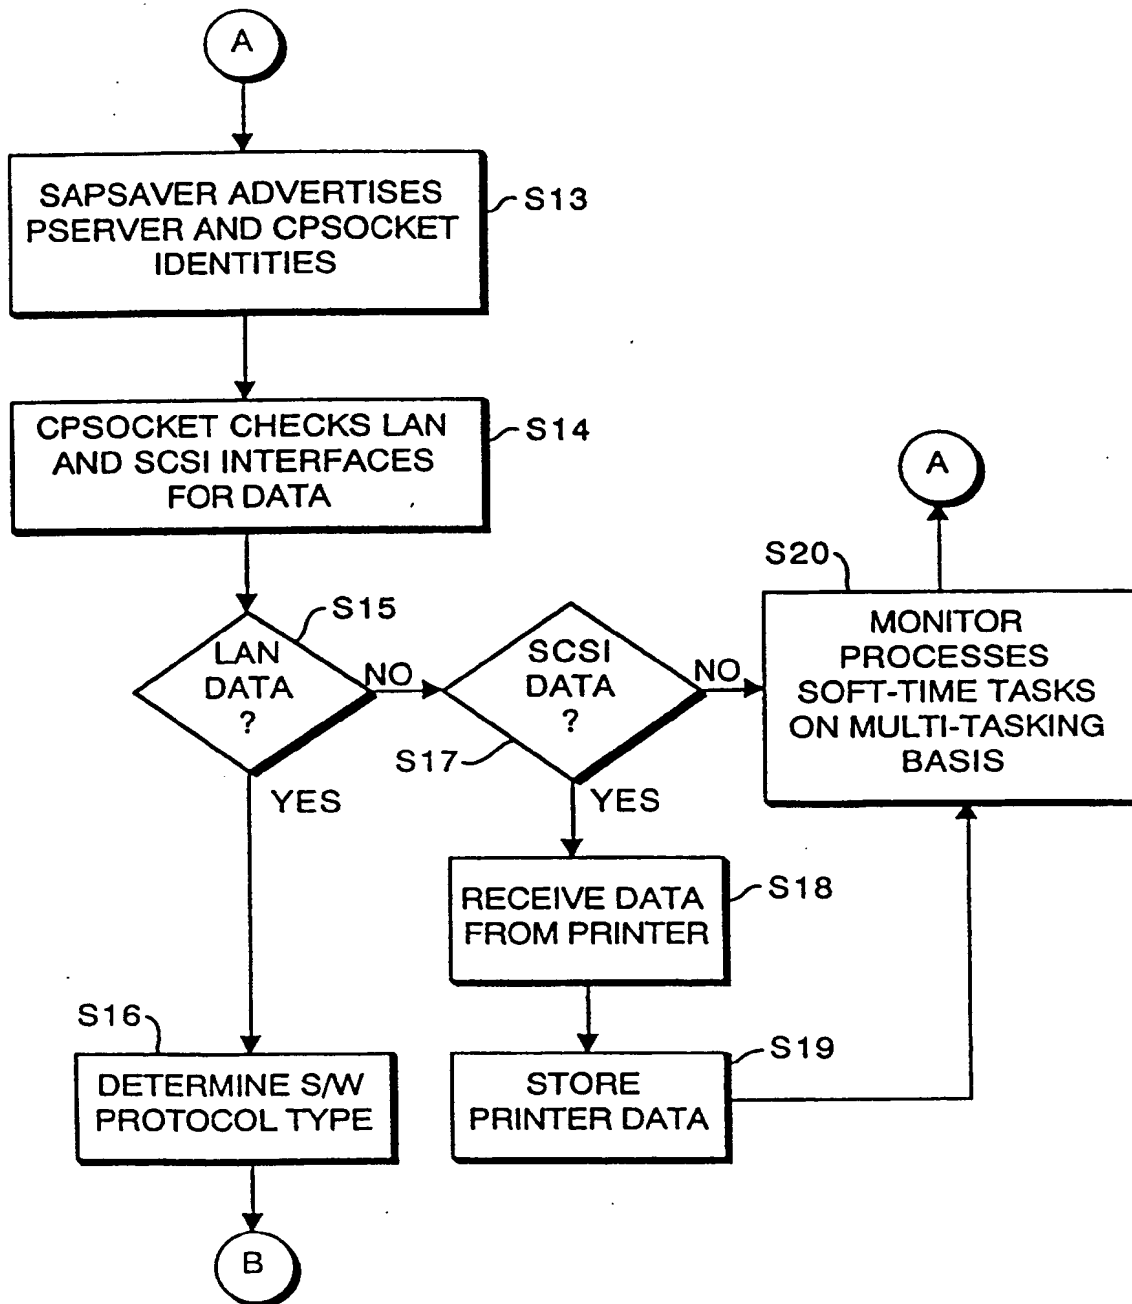 A
SAPSAVER ADVERTISES
PSERVER AND CPSOCKET
IDENTITIES
S13
CPSOCKET CHECKS LAN
AND SCSI INTERFACES
FOR DATA
S14
LAN
DATA
?
S15
NO
YES
SCSI
DATA
?
S17
NO
YES
A
S20
MONITOR
PROCESSES
SOFT-TIME TASKS
ON MULTI-TASKING
BASIS
RECEIVE DATA
FROM PRINTER
S18
S16
DETERMINE S/W
PROTOCOL TYPE
STORE
PRINTER DATA
S19
B